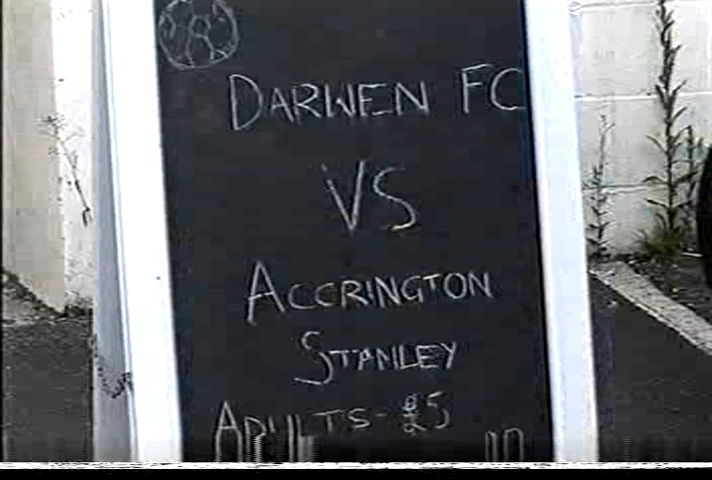 DARWEN FC
VS
ACCRINGTON
STANLEY
ADULTS - £5